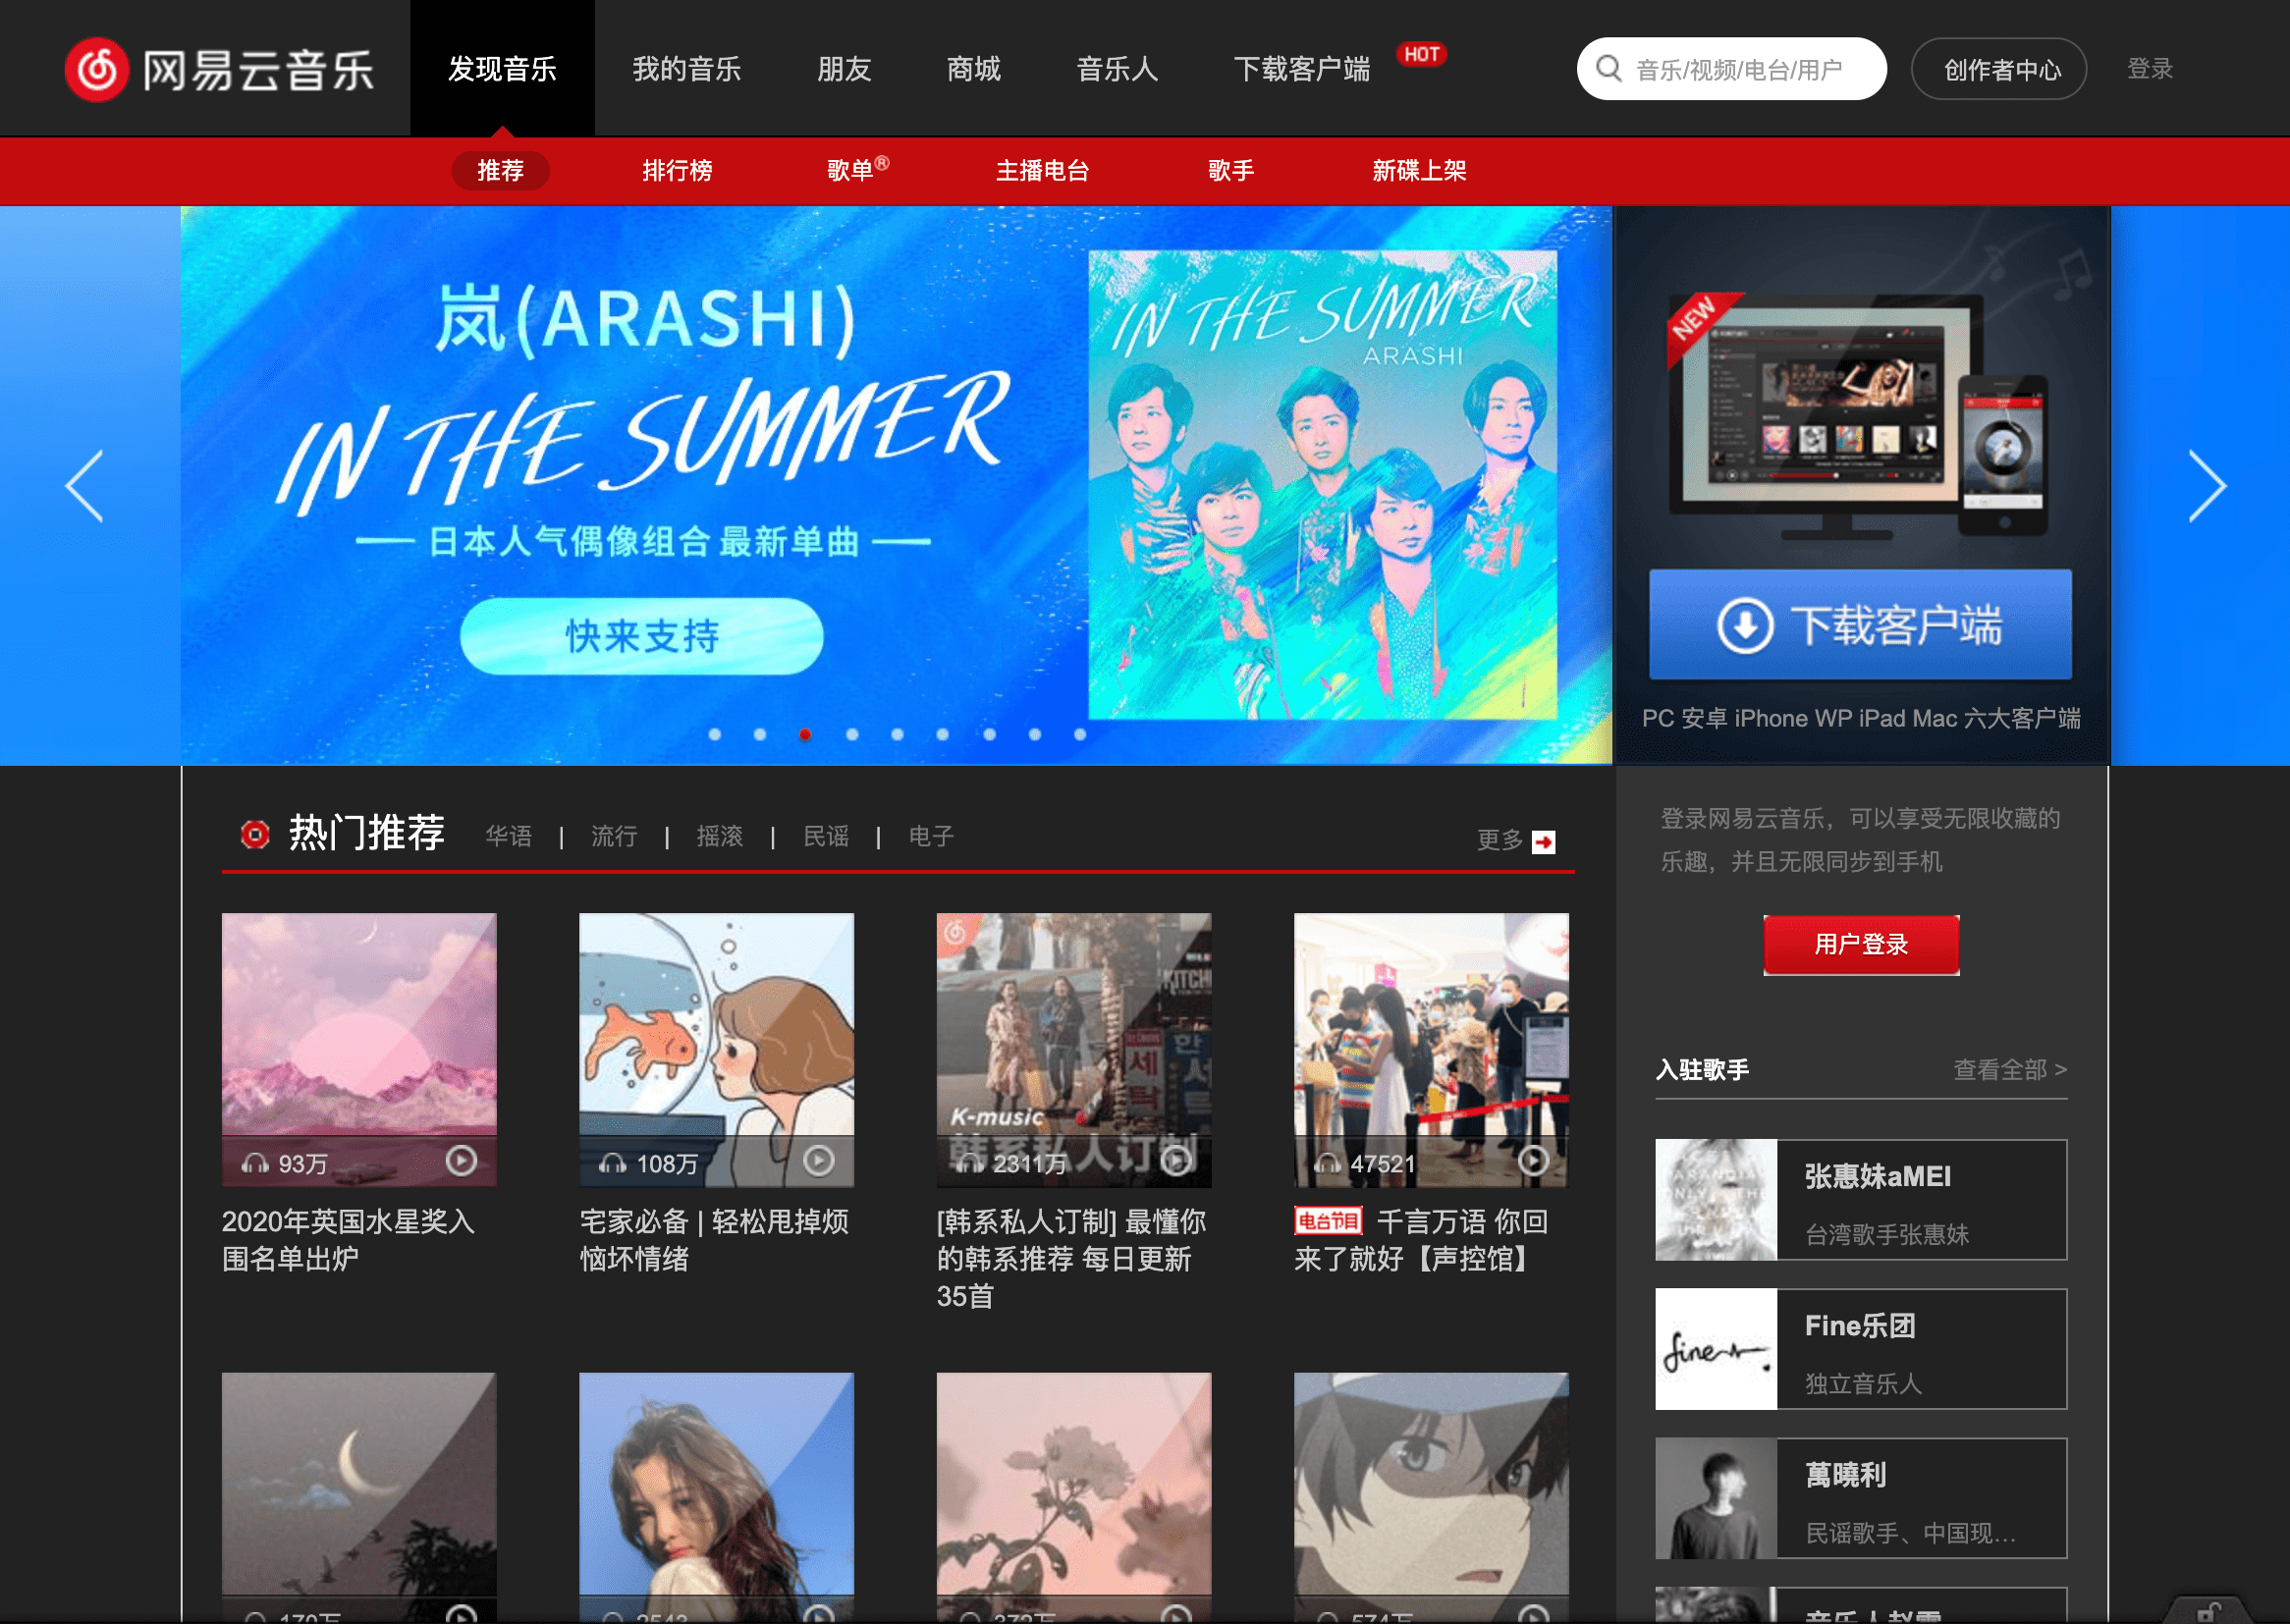 网易云音乐
发现音乐
我的音乐
朋友
商城
音乐人
下载客户端
HOT
音乐/视频/电台/用户
创作者中心
登录
推荐
排行榜
歌单®
主播电台
歌手
新碟上架
岚(ARASHI)
IN THE SUMMER
日本人气偶像组合 最新单曲
快来支持
IN THE SUMMER
ARASHI
NEW
下载客户端
PC 安卓 iPhone WP iPad Mac 六大客户端
热门推荐
华语 | 流行 | 摇滚 | 民谣 | 电子
更多
93万
2020年英国水星奖入
围名单出炉
108万
宅家必备 | 轻松甩掉烦
恼坏情绪
K-music
韩系私人订制
2311万
[韩系私人订制] 最懂你
的韩系推荐 每日更新
35首
47521
电台节目 千言万语 你回
来了就好【声控馆】
登录网易云音乐，可以享受无限收藏的
乐趣，并且无限同步到手机
用户登录
入驻歌手
查看全部 >
张惠妹aMEI
台湾歌手张惠妹
Fine乐团
fine
独立音乐人
萬曉利
民谣歌手、中国现...